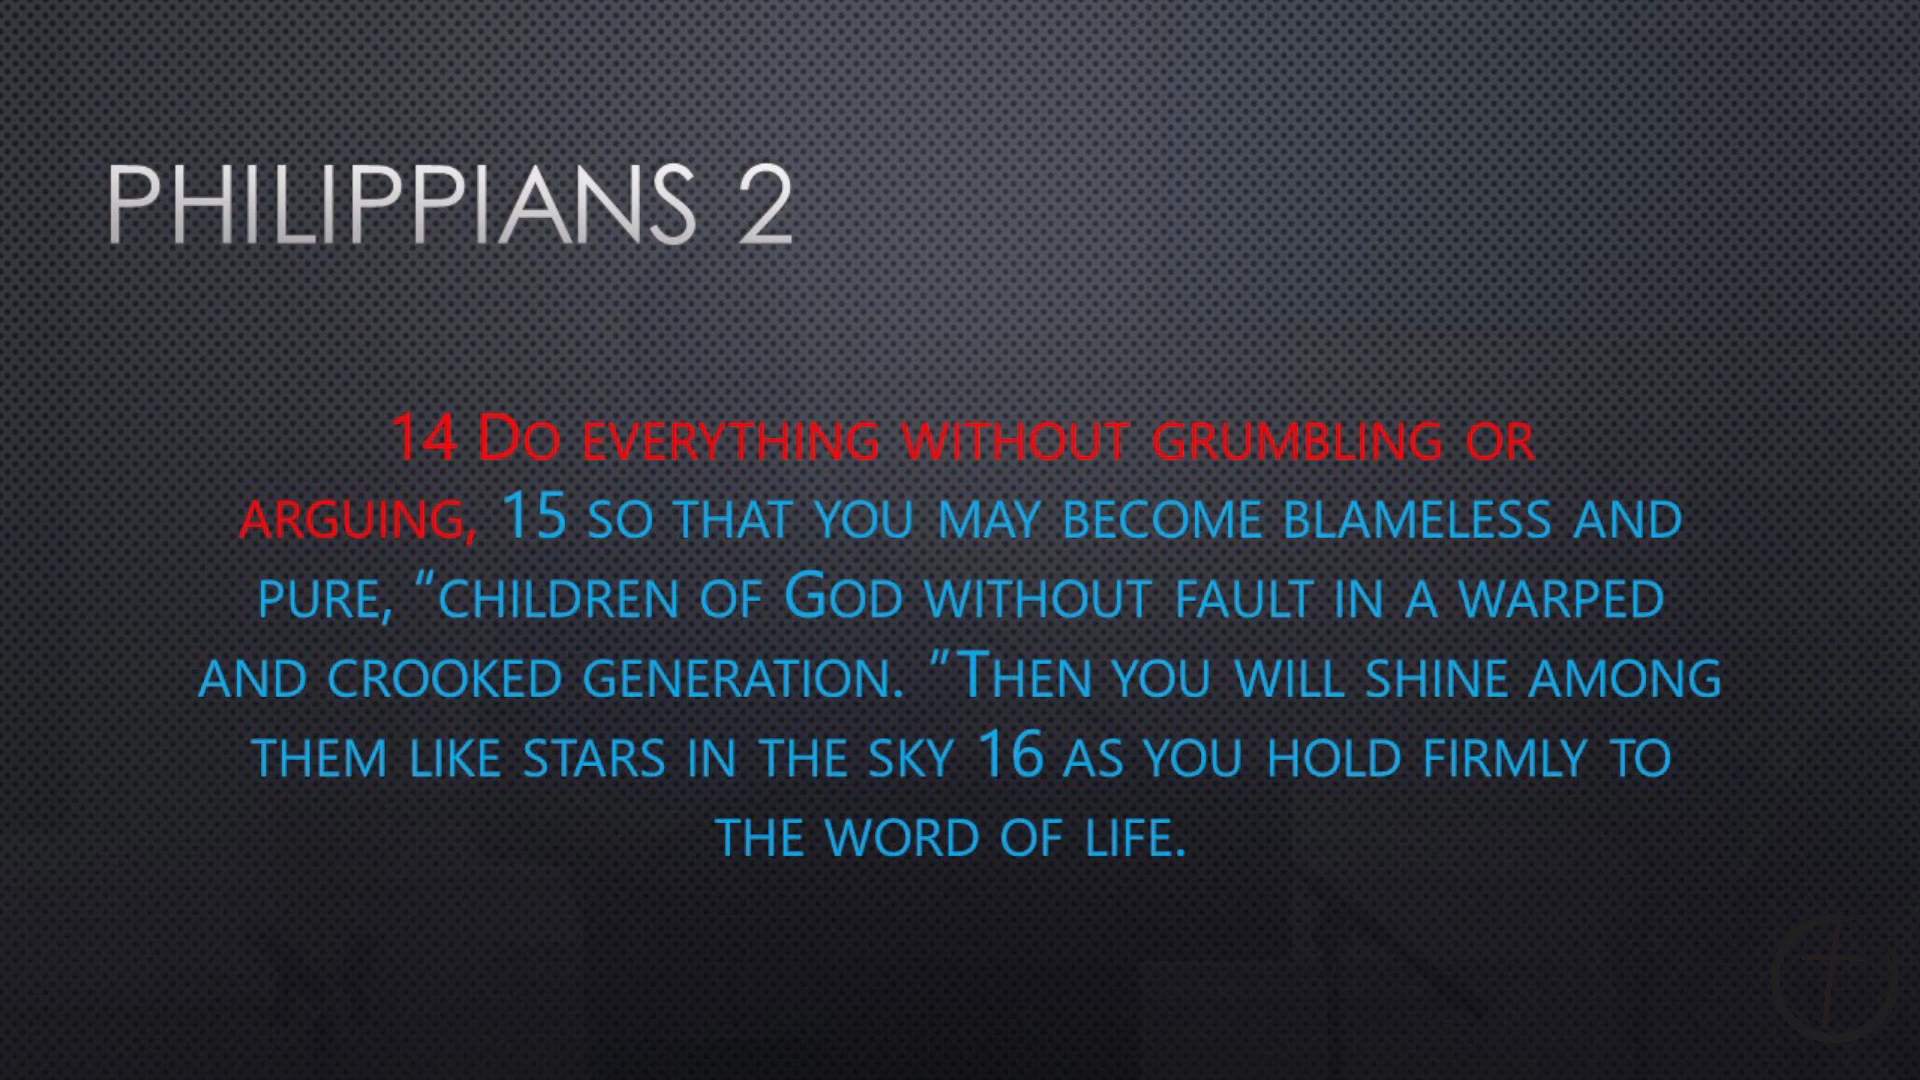 PHILIPPIANS 2
14 Do everything without grumbling or
arguing, 15 so that you may become blameless and
pure, “children of God without fault in a warped
and crooked generation. ”Then you will shine among
them like stars in the sky 16 as you hold firmly to
the word of life.